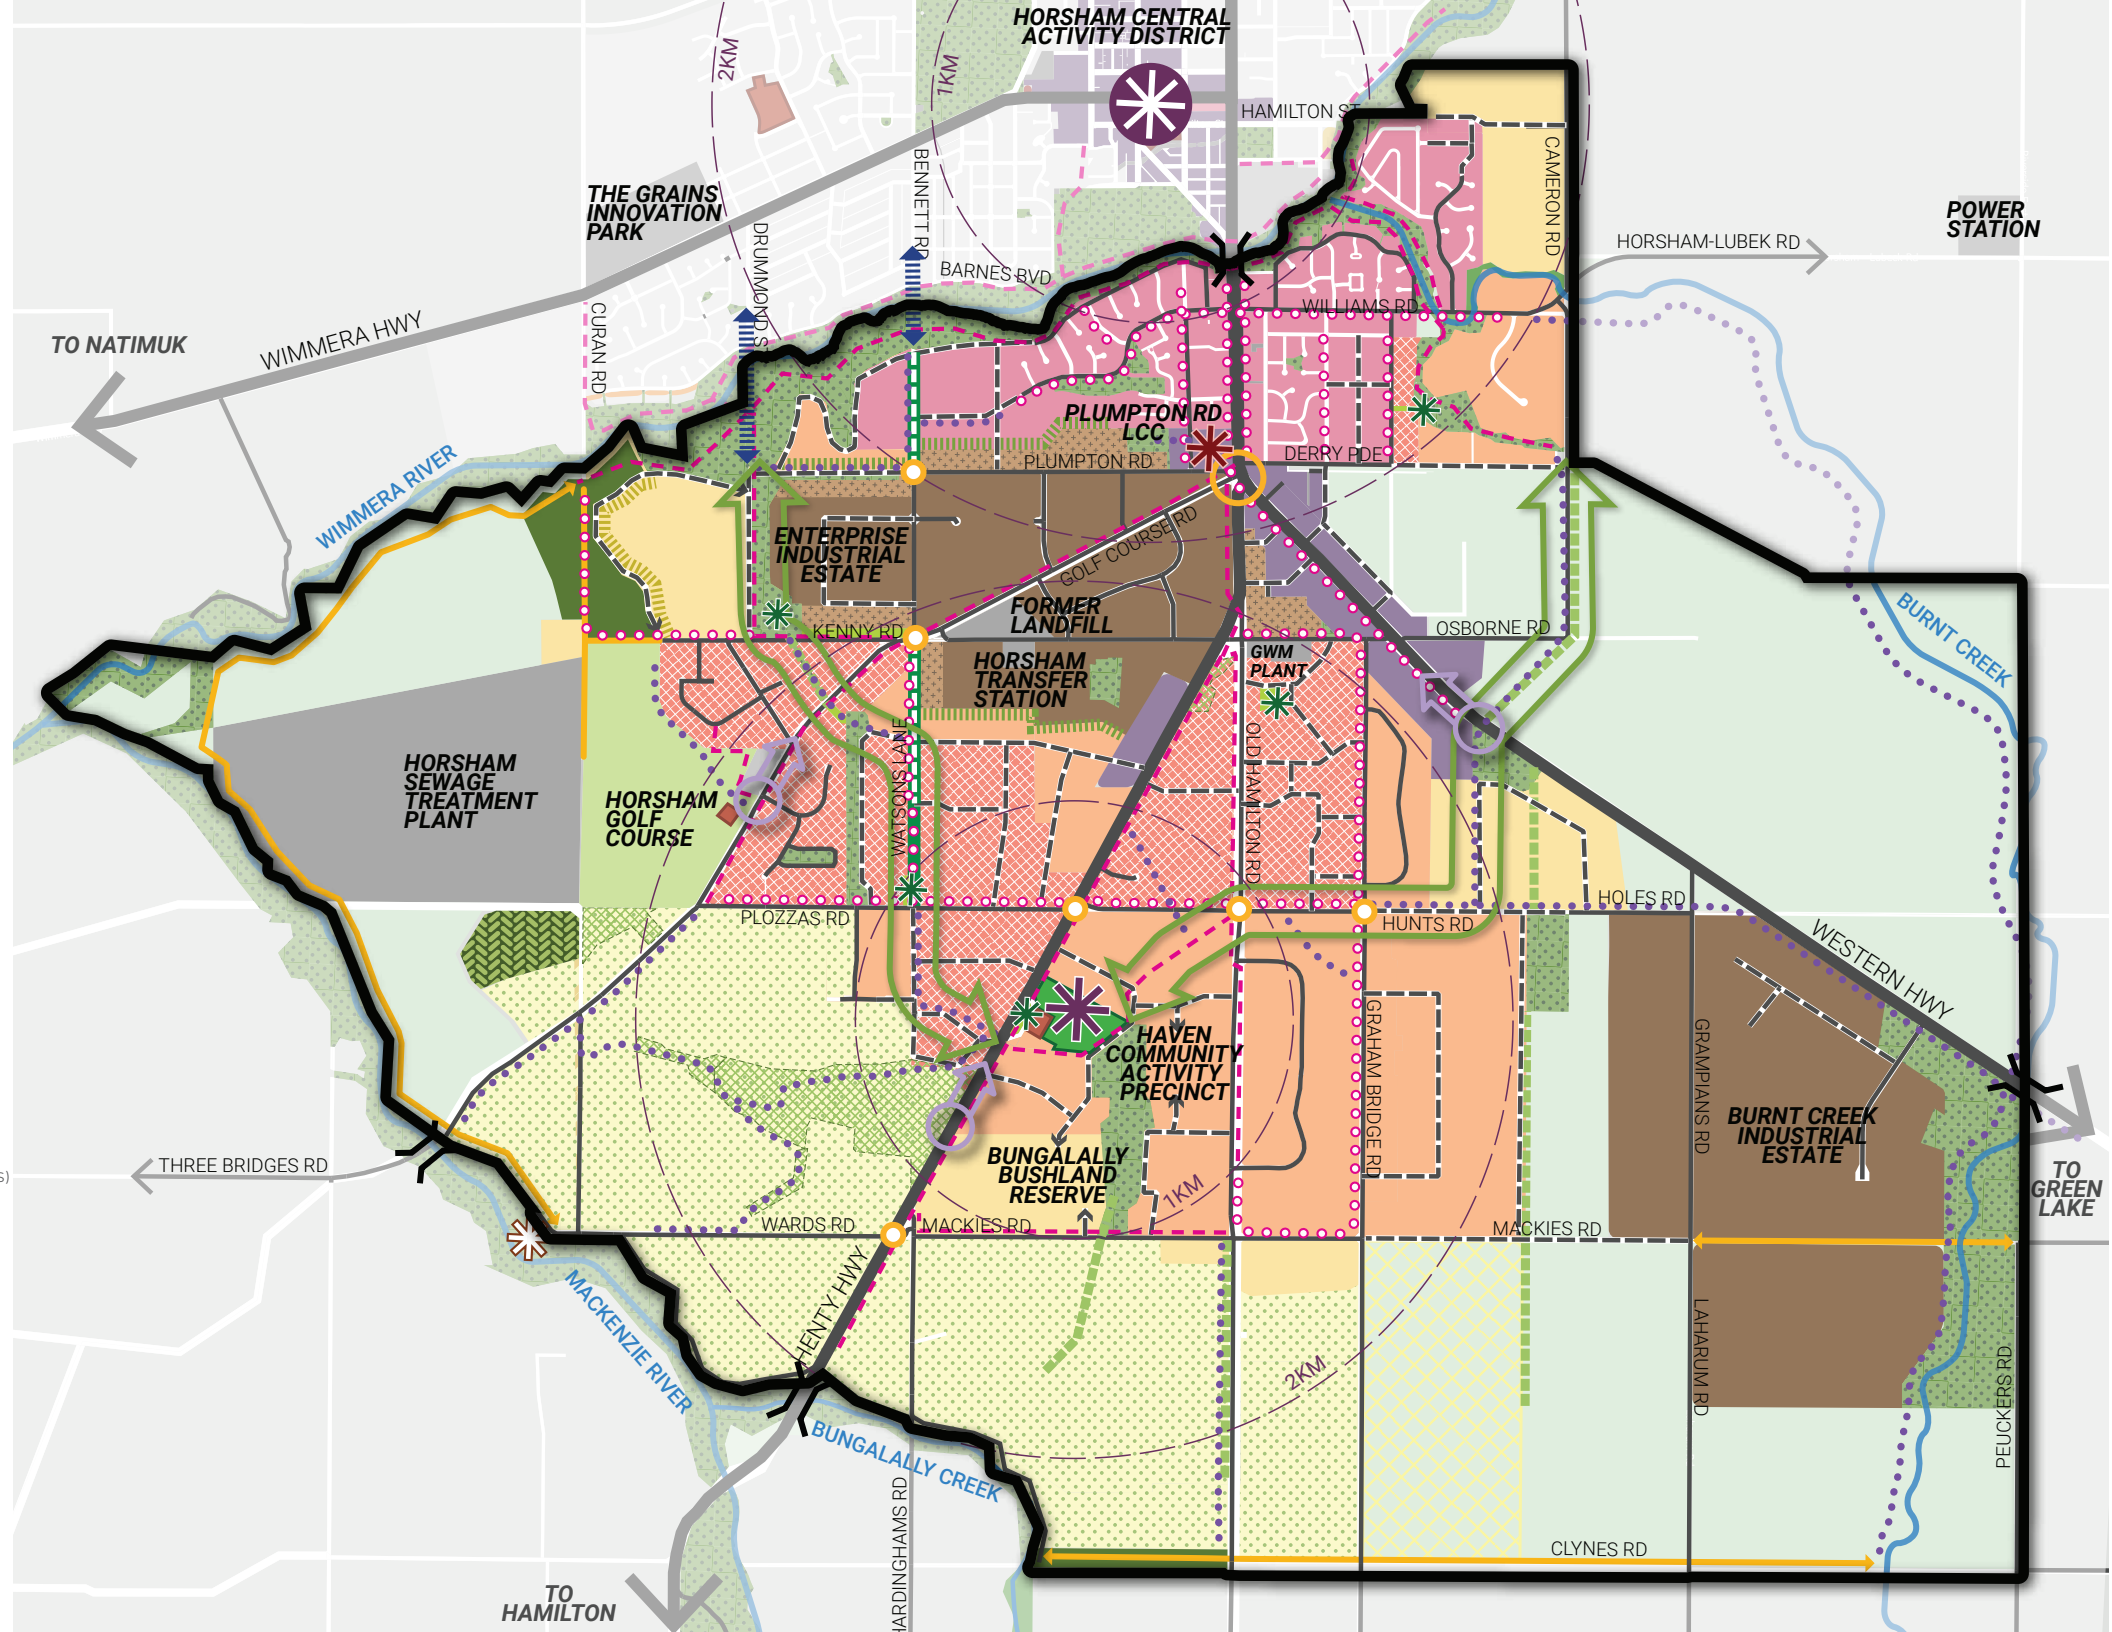 HORSHAM CENTRAL
ACTIVITY DISTRICT
2KM
1KM
HAMILTON ST
CAMERON RD
THE GRAINS
INNOVATION
PARK
BENNETT RD
DRUMMOND S
BARNES BVD
POWER
STATION
HORSHAM-LUBEK RD
TO NATIMUK
WIMMERA HWY
CURAN RD
WILLIAMS RD
WIMMERA RIVER
PLUMPTON RD
LCC
PLUMPTON RD
DERRY PDE
ENTERPRISE
INDUSTRIAL
ESTATE
GOLF COURSE RD
FORMER
LANDFILL
KENNY RD
OSBORNE RD
BURNT CREEK
HORSHAM
TRANSFER
STATION
GWM
PLANT
HORSHAM
SEWAGE
TREATMENT
PLANT
HORSHAM
GOLF
COURSE
WATSONS LANE
OLD HAMILTON RD
PLOZZAS RD
HOLES RD
HUNTS RD
WESTERN HWY
HAVEN
COMMUNITY
ACTIVITY
PRECINCT
GRAHAM BRIDGE RD
GRAMPIANS RD
BURNT CREEK
INDUSTRIAL
ESTATE
THREE BRIDGES RD
S)
BUNGALALLY
BUSHLAND
RESERVE
1KM
TO
GREEN
LAKE
WARDS RD
MACKIES RD
MACKIES RD
HENTY HWY
MACKENZIE RIVER
LAHARUM RD
PEUCKERS RD
2KM
BUNGALALLY CREEK
HARDINGHAMS RD
CLYNES RD
TO
HAMILTON